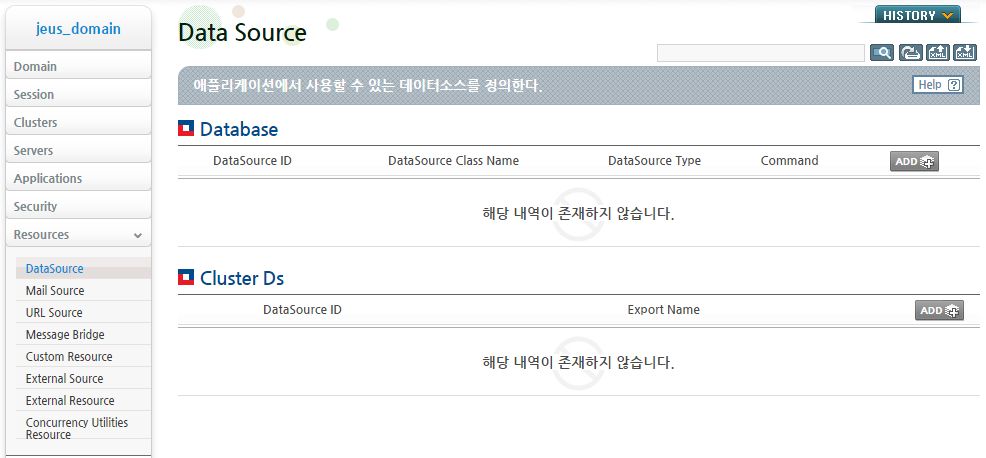 jeus_domain
Domain
Session
Clusters
Servers
Applications
Security
Resources
DataSource
Mail Source
URL Source
Message Bridge
Custom Resource
External Source
External Resource
Concurrency Utilities
Resource
HISTORY
Data Source
XML XML
애플리케이션에서 사용할 수 있는 데이터소스를 정의한다.
Help ?
Database
DataSource ID DataSource Class Name DataSource Type Command ADD
해당 내역이 존재하지 않습니다.
Cluster Ds
DataSource ID Export Name ADD
해당 내역이 존재하지 않습니다.